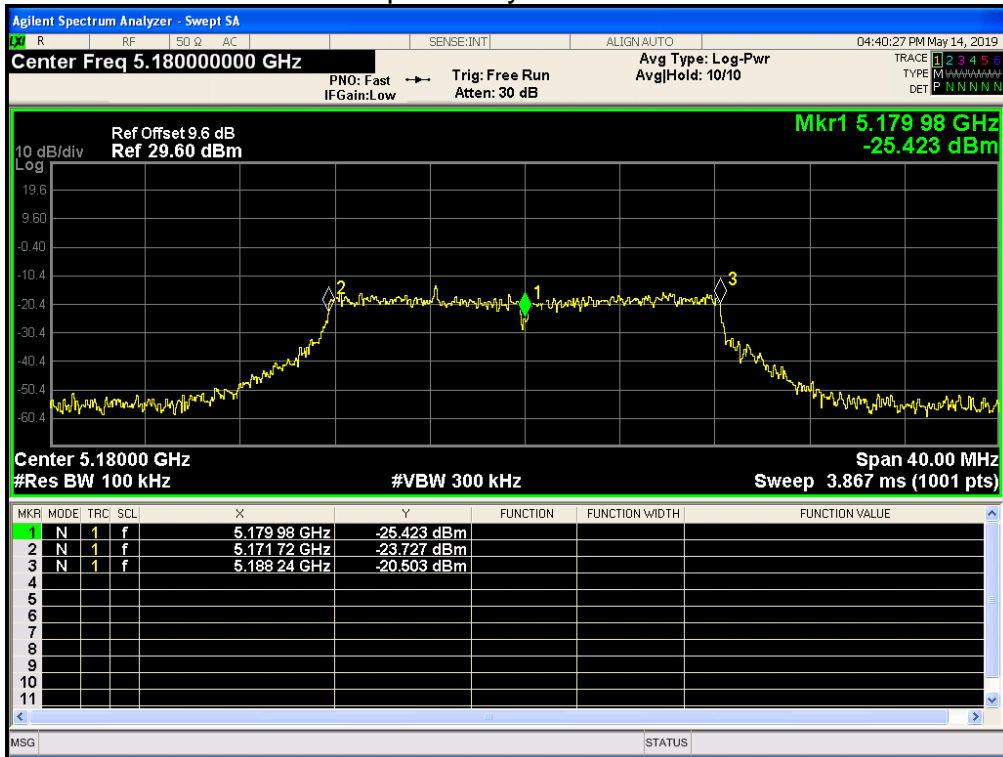 Agilent Spectrum Analyzer - Swept SA
LXI R RF 50 Ω AC SENSE:INT ALIGN AUTO 04:40:27 PM May 14, 2019
Center Freq 5.180000000 GHz
PNO: Fast IFGain:Low
Trig: Free Run
Atten: 30 dB
Avg Type: Log-Pwr
Avg|Hold: 10/10
TRACE 1 2 3 4 5 6
TYPE M
DET P N N N N N
Mkr1 5.179 98 GHz
-25.423 dBm
Ref Offset 9.6 dB
10 dB/div Ref 29.60 dBm
Log
19.6
9.60
-0.40
-10.4
-20.4
-30.4
-40.4
-50.4
-60.4
2
1
3
Center 5.18000 GHz Span 40.00 MHz
#Res BW 100 kHz #VBW 300 kHz Sweep 3.867 ms (1001 pts)
MKR MODE TRC SCL X Y FUNCTION FUNCTION WIDTH FUNCTION VALUE
1 N 1 f 5.179 98 GHz -25.423 dBm
2 N 1 f 5.171 72 GHz -23.727 dBm
3 N 1 f 5.188 24 GHz -20.503 dBm
4
5
6
7
8
9
10
11
MSG STATUS